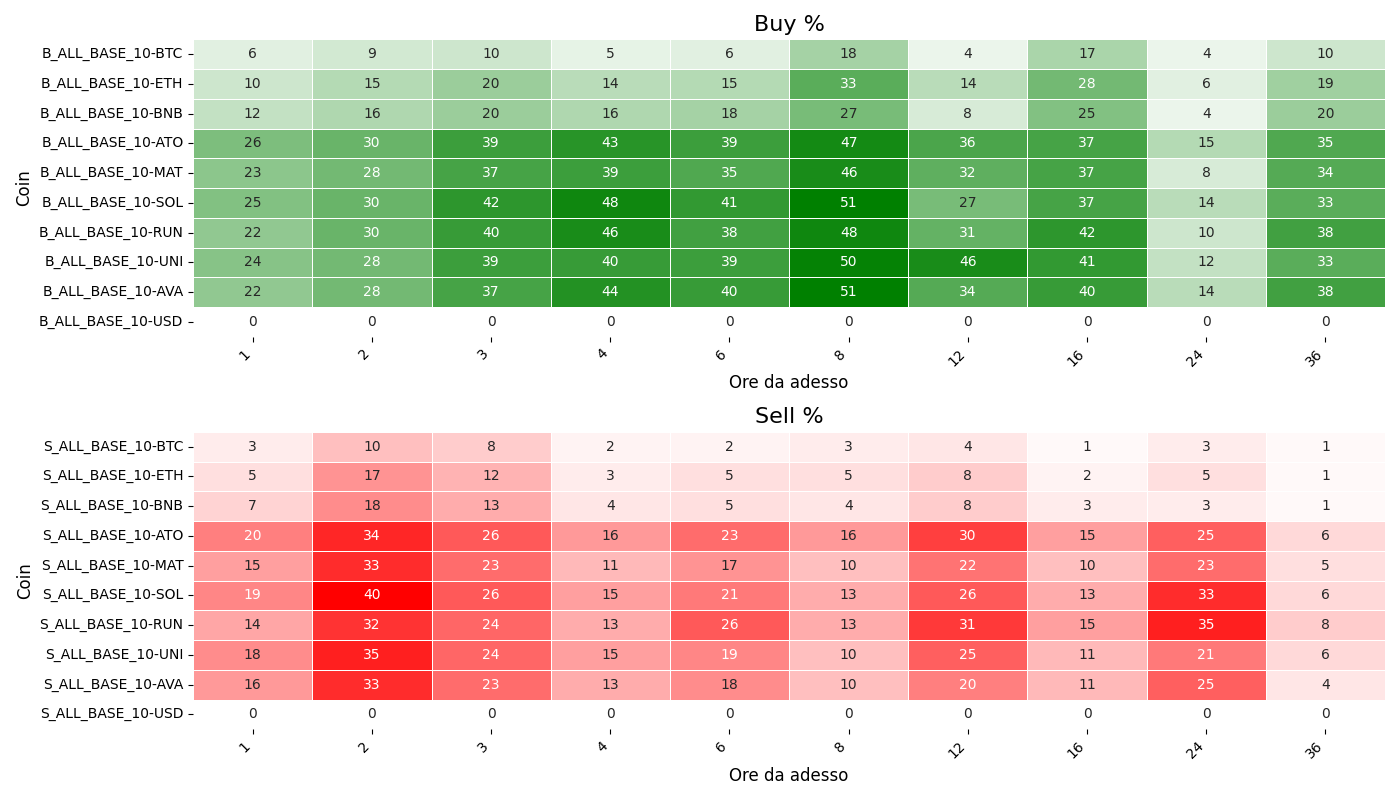 Buy %
Coin
B_ALL_BASE_10-BTC 6 9 10 5 6 18 4 17 4 10
B_ALL_BASE_10-ETH 10 15 20 14 15 33 14 28 6 19
B_ALL_BASE_10-BNB 12 16 20 16 18 27 8 25 4 20
B_ALL_BASE_10-ATO 26 30 39 43 39 47 36 37 15 35
B_ALL_BASE_10-MAT 23 28 37 39 35 46 32 37 8 34
B_ALL_BASE_10-SOL 25 30 42 48 41 51 27 37 14 33
B_ALL_BASE_10-RUN 22 30 40 46 38 48 31 42 10 38
B_ALL_BASE_10-UNI 24 28 39 40 39 50 46 41 12 33
B_ALL_BASE_10-AVA 22 28 37 44 40 51 34 40 14 38
B_ALL_BASE_10-USD 0 0 0 0 0 0 0 0 0 0
1 2 3 4 6 8 12 16 24 36
Ore da adesso
Sell %
Coin
S_ALL_BASE_10-BTC 3 10 8 2 2 3 4 1 3 1
S_ALL_BASE_10-ETH 5 17 12 3 5 5 8 2 5 1
S_ALL_BASE_10-BNB 7 18 13 4 5 4 8 3 3 1
S_ALL_BASE_10-ATO 20 34 26 16 23 16 30 15 25 6
S_ALL_BASE_10-MAT 15 33 23 11 17 10 22 10 23 5
S_ALL_BASE_10-SOL 19 40 26 15 21 13 26 13 33 6
S_ALL_BASE_10-RUN 14 32 24 13 26 13 31 15 35 8
S_ALL_BASE_10-UNI 18 35 24 15 19 10 25 11 21 6
S_ALL_BASE_10-AVA 16 33 23 13 18 10 20 11 25 4
S_ALL_BASE_10-USD 0 0 0 0 0 0 0 0 0 0
1 2 3 4 6 8 12 16 24 36
Ore da adesso